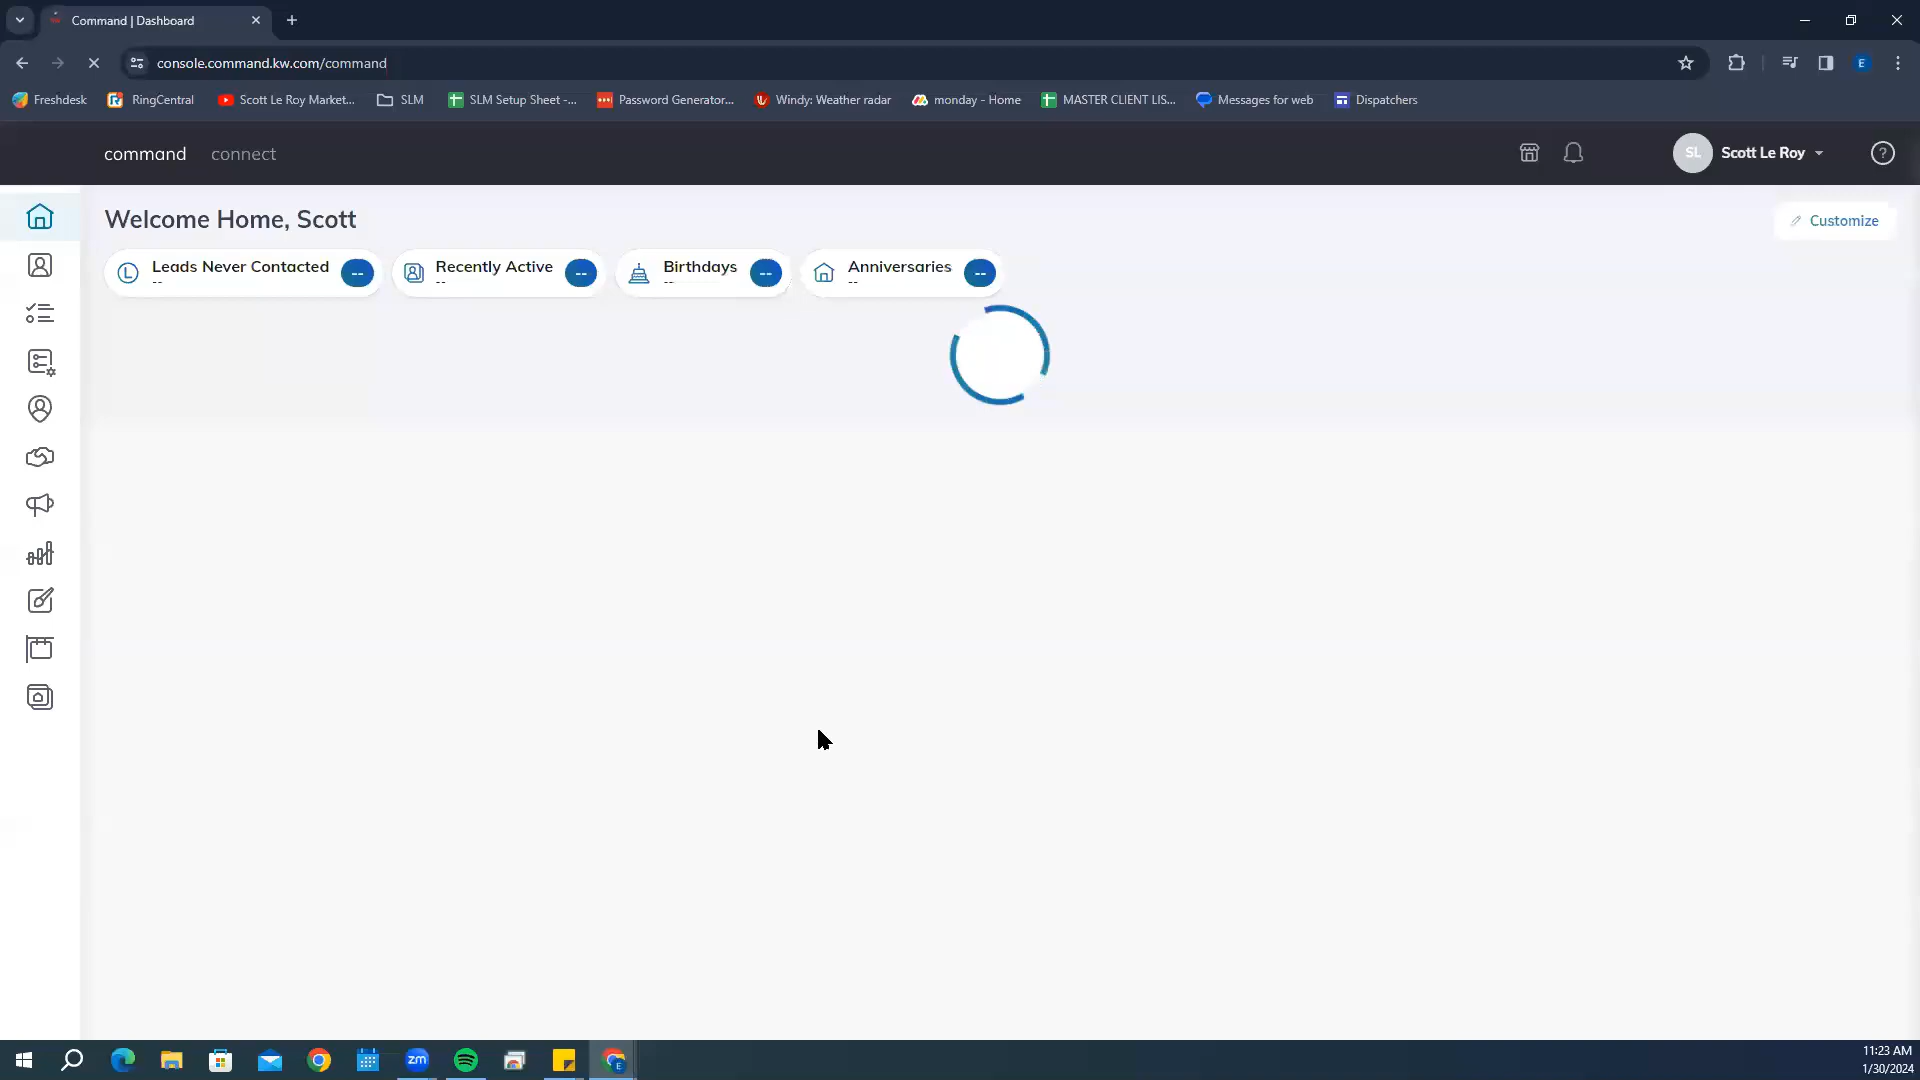 Command | Dashboard
console.command.kw.com/command
E
Freshdesk
RingCentral
Scott Le Roy Market...
SLM
SLM Setup Sheet -...
Password Generator...
Windy: Weather radar
monday - Home
MASTER CLIENT LIS...
Messages for web
Dispatchers
command
connect
SL
Scott Le Roy
?
Welcome Home, Scott
Customize
L
Leads Never Contacted
--
--
Recently Active
--
--
Birthdays
--
--
Anniversaries
--
--
zm
E
11:23 AM
1/30/2024